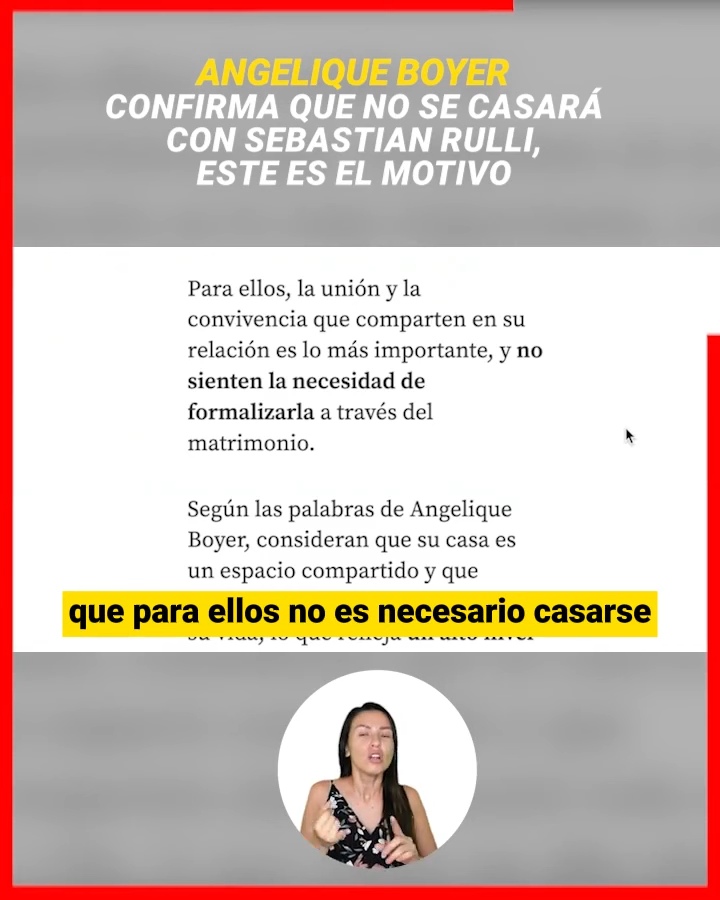 ANGELIQUE BOYER
CONFIRMA QUE NO SE CASARÁ
CON SEBASTIAN RULLI,
ESTE ES EL MOTIVO
Para ellos, la unión y la
convivencia que comparten en su
relación es lo más importante, y no
sienten la necesidad de
formalizarla a través del
matrimonio.
Según las palabras de Angelique
Boyer, consideran que su casa es
un espacio compartido y que
que para ellos no es necesario casarse